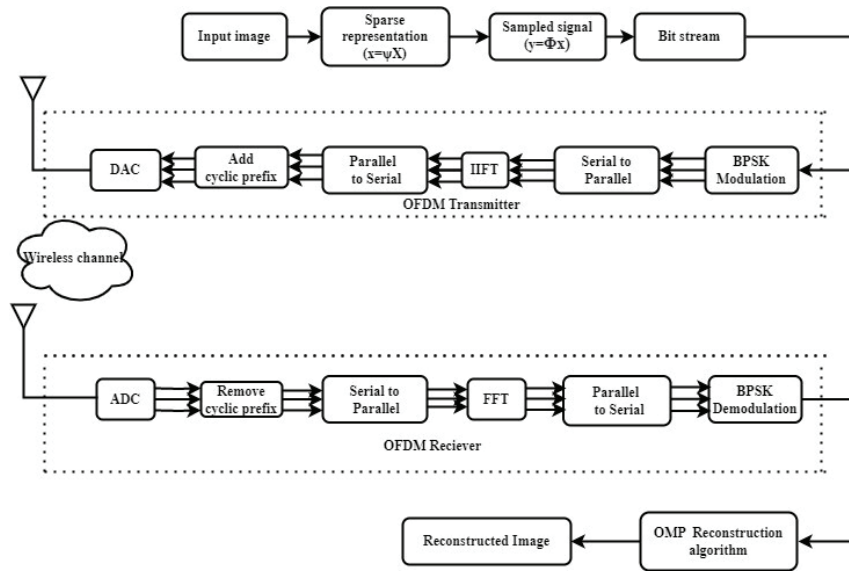 Input image
Sparse
representation
(x=ψX)
Sampled signal
(y=Φx)
Bit stream
DAC
Add
cyclic prefix
Parallel
to Serial
IIFT
Serial to
Parallel
BPSK
Modulation
OFDM Transmitter
Wireless channel
ADC
Remove
cyclic prefix
Serial to
Parallel
FFT
Parallel
to Serial
BPSK
Demodulation
OFDM Reciever
Reconstructed Image
OMP Reconstruction
algorithm